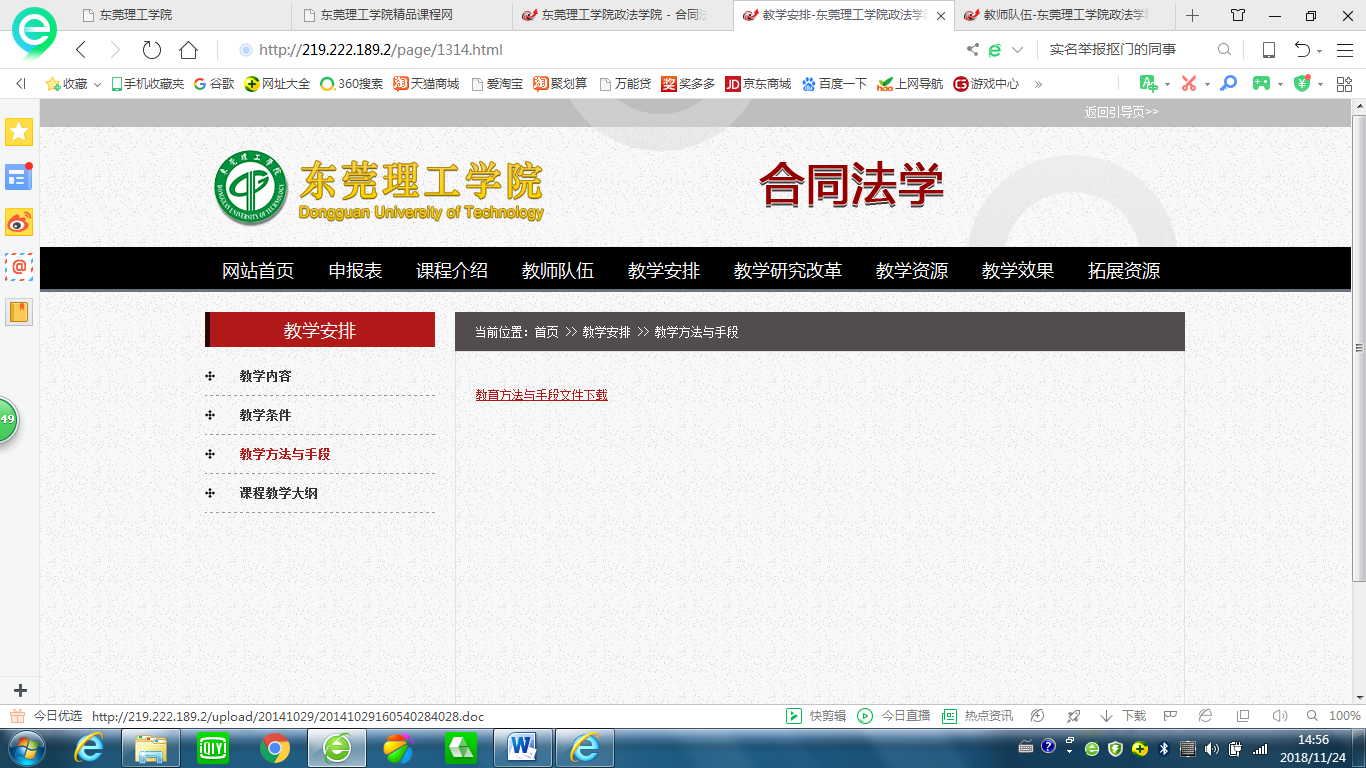 东莞理工学院
东莞理工学院精品课程网
东莞理工学院政法学院 - 合同法
教学安排-东莞理工学院政法学
教师队伍-东莞理工学院政法学
http://219.222.189.2/page/1314.html
实名举报抠门的同事
收藏 手机收藏夹 谷歌 网址大全 360搜索 天猫商城 爱淘宝 聚划算 万能贷 奖多多 京东商城 百度一下 上网导航 游戏中心
返回引导页>>
东莞理工学院
Dongguan University of Technology
合同法学
网站首页 申报表 课程介绍 教师队伍 教学安排 教学研究改革 教学资源 教学效果 拓展资源
教学安排
当前位置：首页 >> 教学安排 >> 教学方法与手段
教学内容
教学条件
教学方法与手段
课程教学大纲
教育方法与手段文件下载
49
今日优选 http://219.222.189.2/upload/20141029/20141029160540284028.doc 快剪辑 今日直播 热点资讯 下载 100%
14:56
2018/11/24